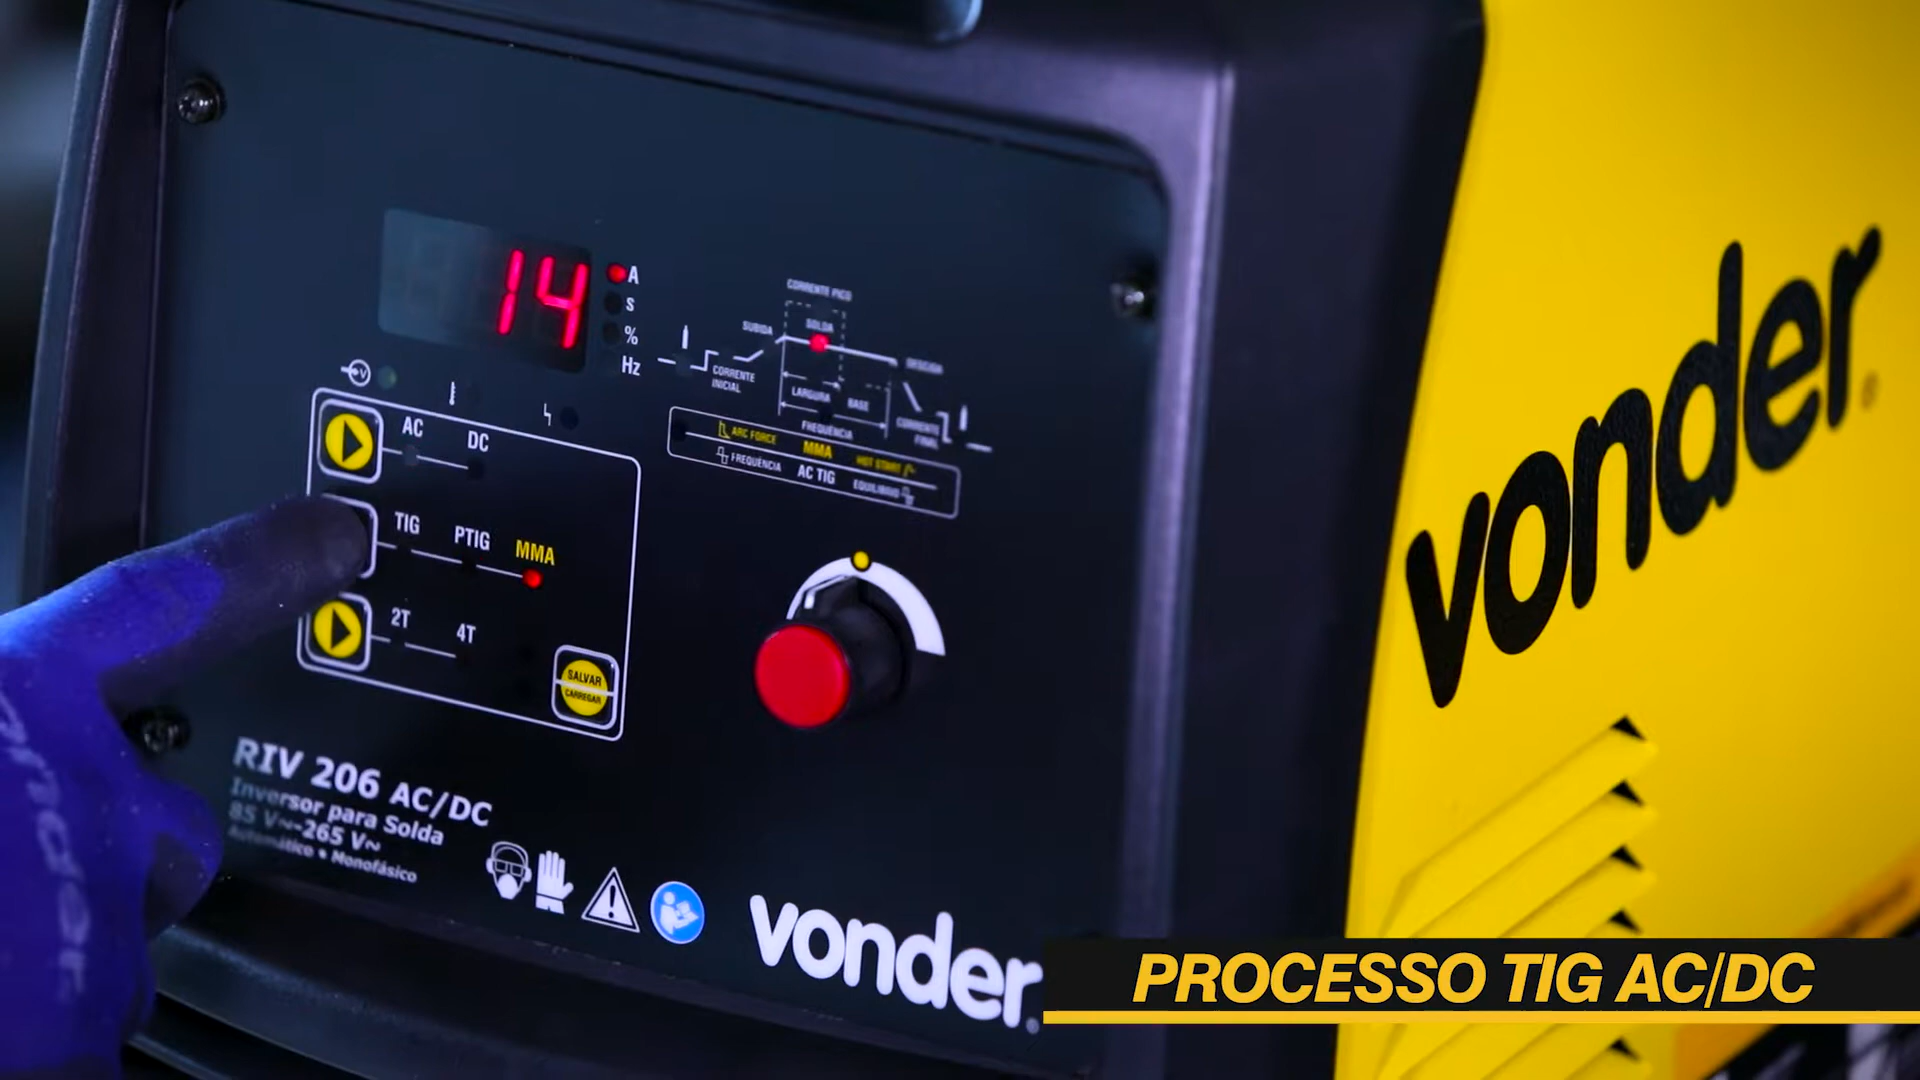 14
A
S
%
Hz
CORRENTE PICO
SUBIDA
SOLDA
DESCIDA
CORRENTE
INICIAL
LARGURA
BASE
FREQUÊNCIA
CORRENTE
FINAL
ARC FORCE
MMA
HOT START
FREQUÊNCIA
AC TIG
EQUILÍBRIO
V
AC
DC
TIG
PTIG
MMA
2T
4T
SALVAR
CARREGAR
RIV 206 AC/DC
Inversor para Solda
85 V~-265 V~
Automático • Monofásico
vonder®
vonder®
vonder
PROCESSO TIG AC/DC